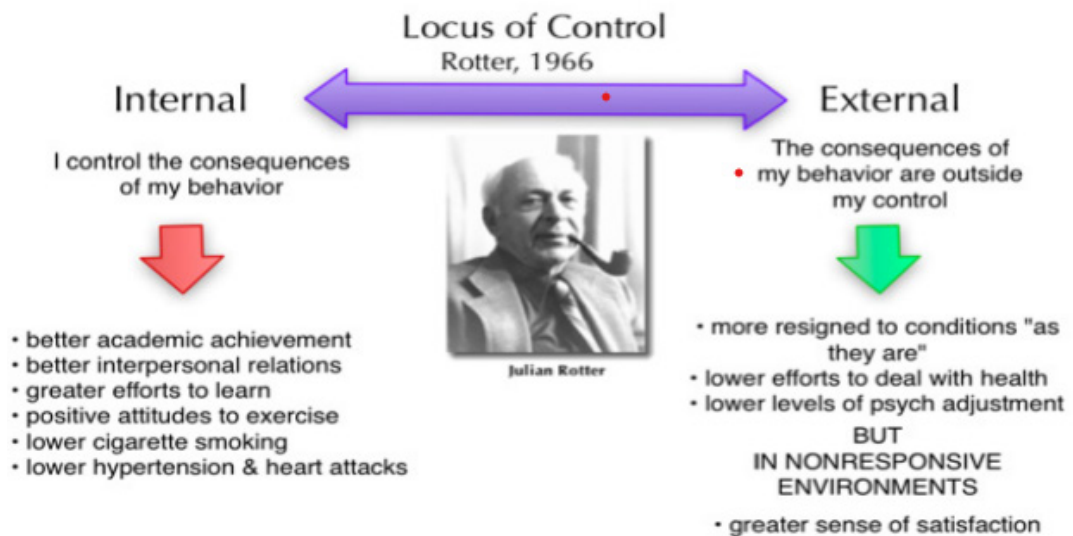 Locus of Control
Rotter, 1966
Internal
External
I control the consequences
of my behavior
The consequences of
my behavior are outside
my control
• better academic achievement
• better interpersonal relations
• greater efforts to learn
• positive attitudes to exercise
• lower cigarette smoking
• lower hypertension & heart attacks
Julian Rotter
• more resigned to conditions "as
they are"
• lower efforts to deal with health
• lower levels of psych adjustment
BUT
IN NONRESPONSIVE
ENVIRONMENTS
• greater sense of satisfaction